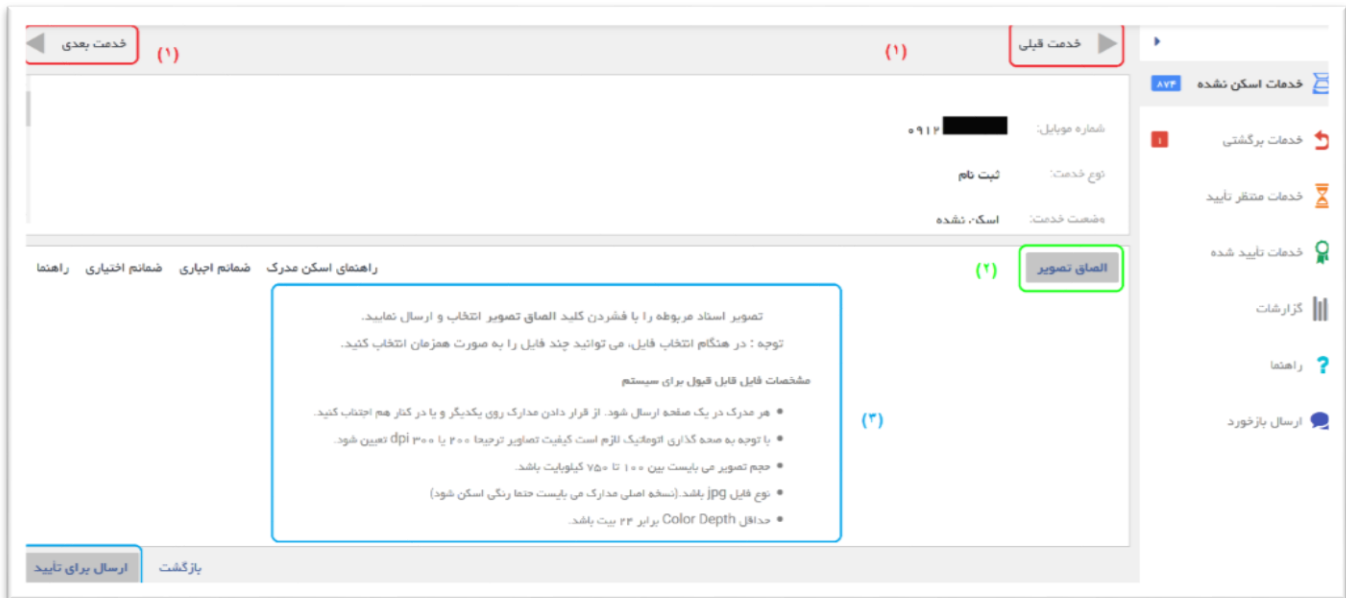 خدمت قبلی
(۱)
(۱)
خدمت بعدی
خدمات اسکن نشده ۸۷۴
خدمات برگشتی ۱
خدمات منتظر تأیید
خدمات تأیید شده
گزارشات
راهنما
ارسال بازخورد
شماره موبایل: ۰۹۱۲
نوع خدمت: ثبت نام
وضعیت خدمت: اسکن نشده
الصاق تصویر
(۲)
راهنمای اسکن مدرک ضمائم اجباری ضمائم اختیاری راهنما
تصویر اسناد مربوطه را با فشردن کلید الصاق تصویر انتخاب و ارسال نمایید.
توجه : در هنگام انتخاب فایل، می توانید چند فایل را به صورت همزمان انتخاب کنید.
مشخصات فایل قابل قبول برای سیستم
هر مدرک در یک صفحه ارسال شود. از قرار دادن مدارک روی یکدیگر و یا در کنار هم اجتناب کنید.
با توجه به صحه گذاری اتوماتیک لازم است کیفیت تصاویر ترجیحا ۲۰۰ یا ۳۰۰ dpi تعیین شود.
حجم تصویر می بایست بین ۱۰۰ تا ۷۵۰ کیلوبایت باشد.
نوع فایل jpg باشد.(نسخه اصلی مدارک می بایست حتما رنگی اسکن شود)
حداقل Color Depth برابر ۲۴ بیت باشد.
(۳)
بازگشت
ارسال برای تأیید